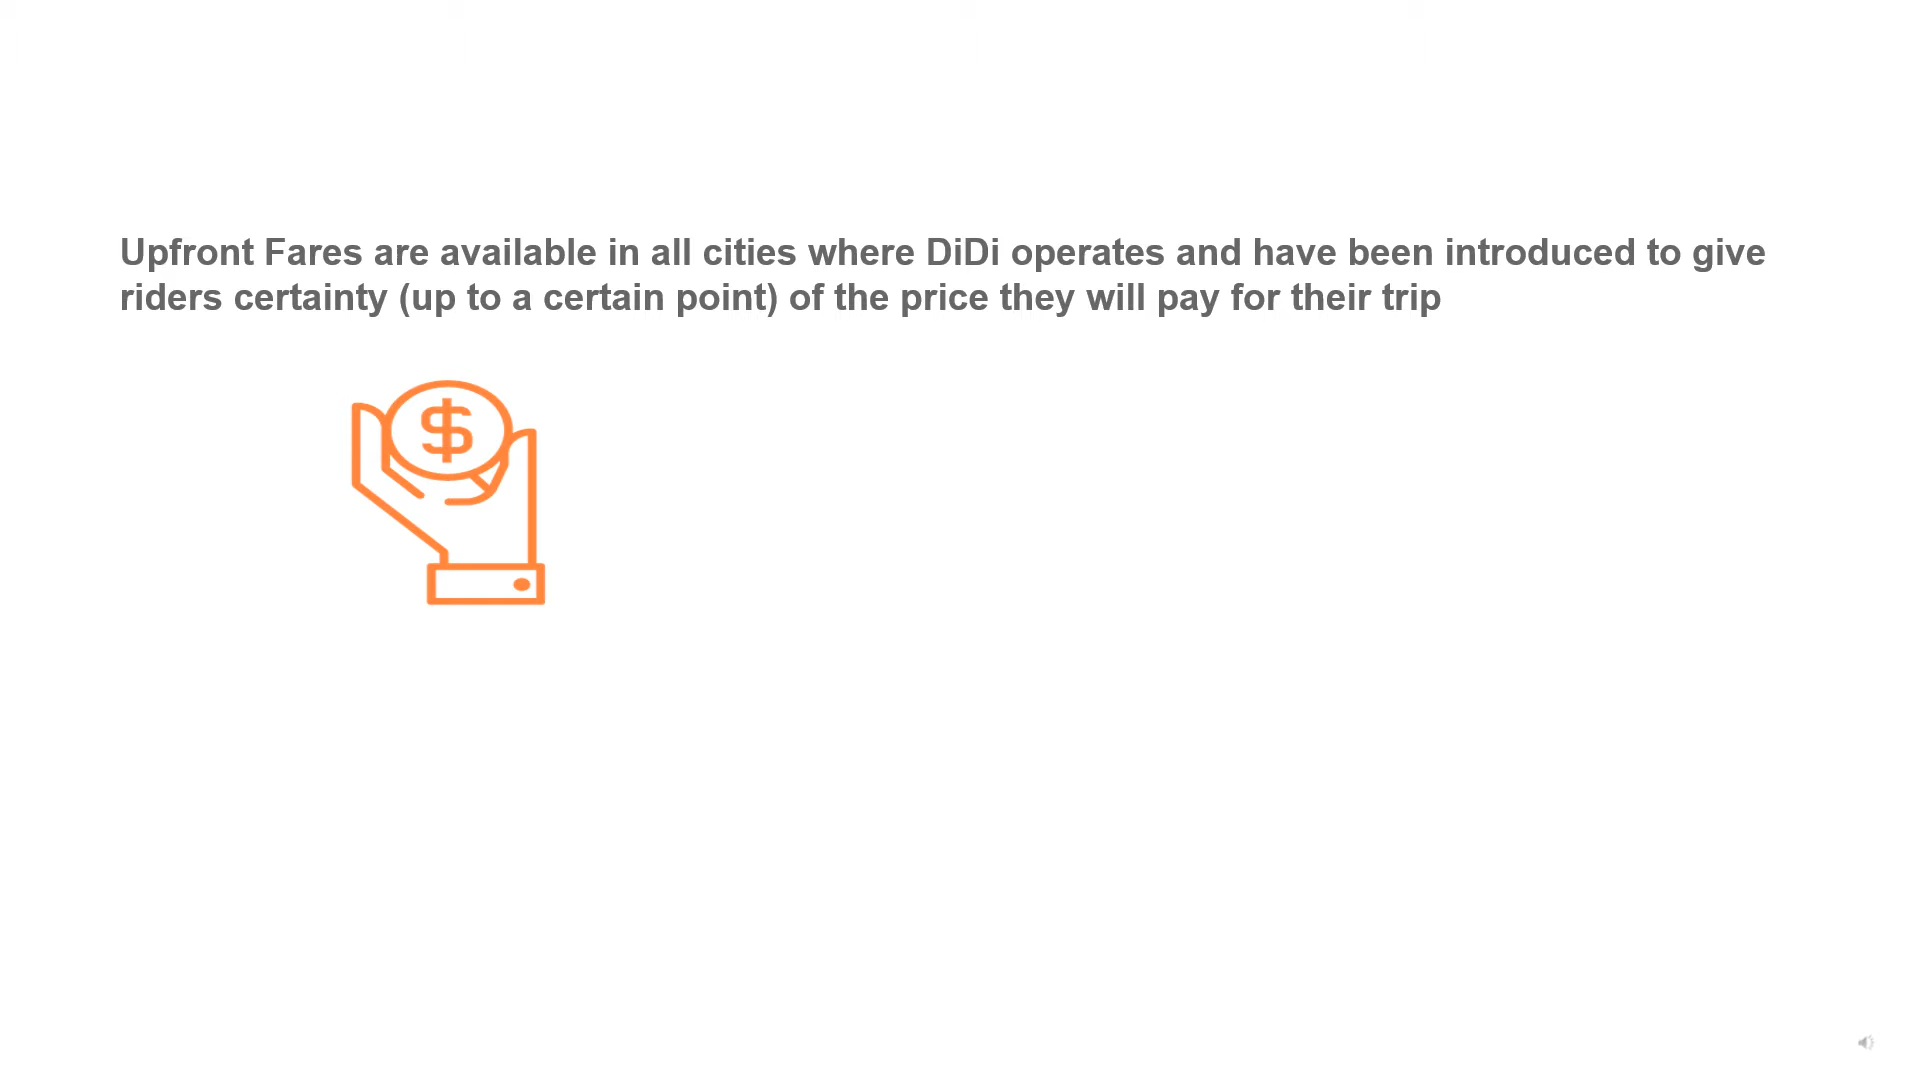 Upfront Fares are available in all cities where DiDi operates and have been introduced to give
riders certainty (up to a certain point) of the price they will pay for their trip
$